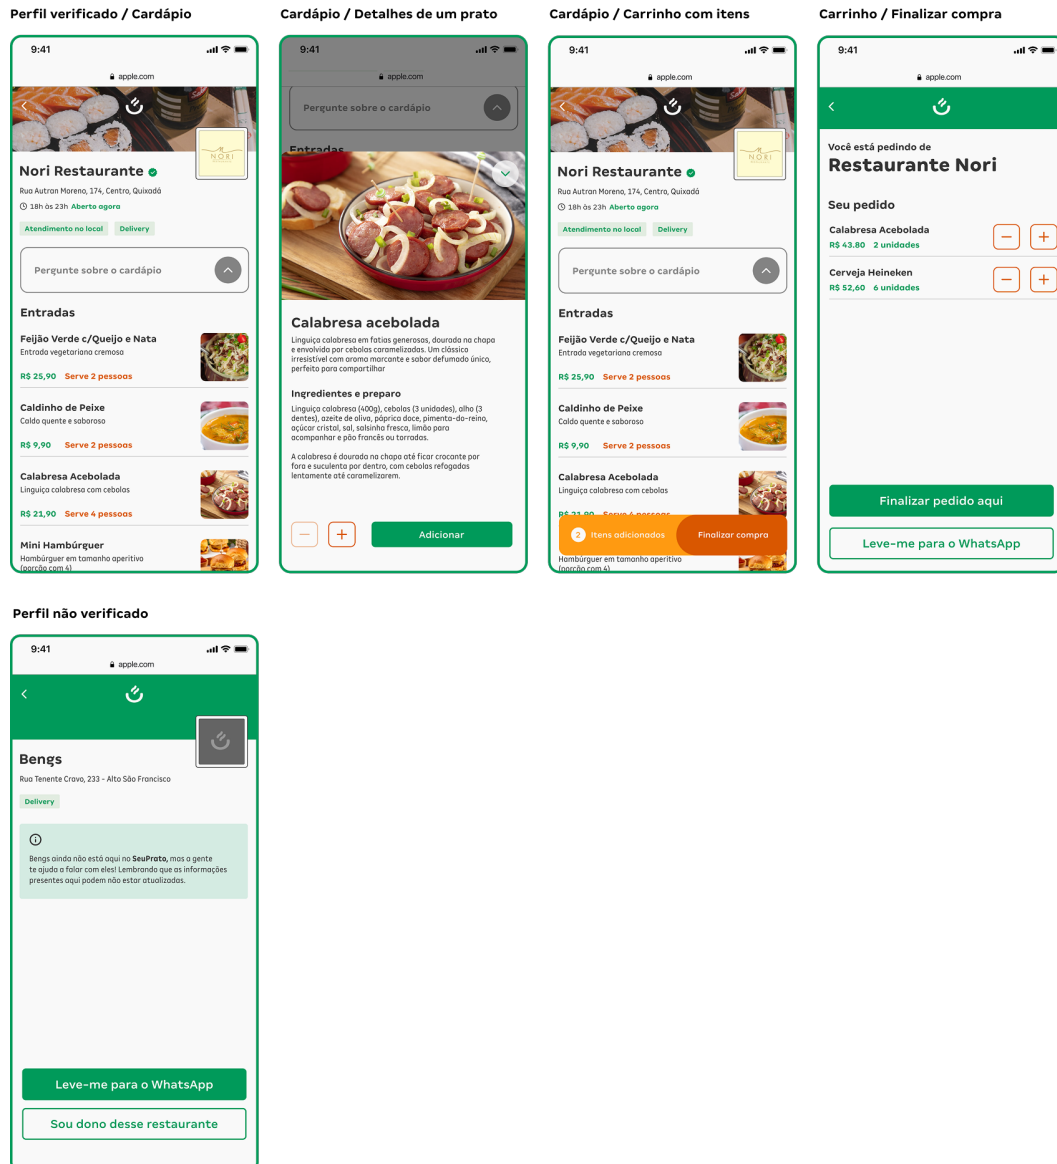 Perfil verificado / Cardápio
9:41
apple.com
NORI
Nori Restaurante
Rua Autran Moreno, 174, Centro, Quixadá
18h às 23h Aberto agora
Atendimento no local Delivery
Pergunte sobre o cardápio
Entradas
Feijão Verde c/Queijo e Nata
Entrada vegetariana cremosa
R$ 25,90 Serve 2 pessoas
Caldinho de Peixe
Caldo quente e saboroso
R$ 9,90 Serve 2 pessoas
Calabresa Acebolada
Linguiça calabresa com cebolas
R$ 21,90 Serve 4 pessoas
Mini Hambúrguer
Hambúrguer em tamanho aperitivo
(porção com 4)
Cardápio / Detalhes de um prato
9:41
apple.com
Pergunte sobre o cardápio
Entradas
Calabresa acebolada
Linguiça calabresa em fatias generosas, dourada na chapa
e envolvida por cebolas caramelizadas. Um clássico
irresistível com aroma marcante e sabor defumado único,
perfeito para compartilhar
Ingredientes e preparo
Linguiça calabresa (400g), cebolas (3 unidades), alho (3
dentes), azeite de oliva, páprica doce, pimenta-do-reino,
açúcar cristal, sal, salsinha fresca, limão para
acompanhar e pão francês ou torradas.
A calabresa é dourada na chapa até ficar crocante por
fora e suculenta por dentro, com cebolas refogadas
lentamente até caramelizarem.
Adicionar
Cardápio / Carrinho com itens
9:41
apple.com
NORI
Nori Restaurante
Rua Autran Moreno, 174, Centro, Quixadá
18h às 23h Aberto agora
Atendimento no local Delivery
Pergunte sobre o cardápio
Entradas
Feijão Verde c/Queijo e Nata
Entrada vegetariana cremosa
R$ 25,90 Serve 2 pessoas
Caldinho de Peixe
Caldo quente e saboroso
R$ 9,90 Serve 2 pessoas
Calabresa Acebolada
Linguiça calabresa com cebolas
R$ 21,90 Serve 4 pessoas
2 Itens adicionados Finalizar compra
Hambúrguer em tamanho aperitivo
(porção com 4)
Carrinho / Finalizar compra
9:41
apple.com
Você está pedindo de
Restaurante Nori
Seu pedido
Calabresa Acebolada
R$ 43.80 2 unidades
Cerveja Heineken
R$ 52,60 6 unidades
Finalizar pedido aqui
Leve-me para o WhatsApp
Perfil não verificado
9:41
apple.com
Bengs
Rua Tenente Cravo, 233 - Alto São Francisco
Delivery
Bengs ainda não está aqui no SeuPrato, mas a gente
te ajuda a falar com eles! Lembrando que as informações
presentes aqui podem não estar atualizadas.
Leve-me para o WhatsApp
Sou dono desse restaurante